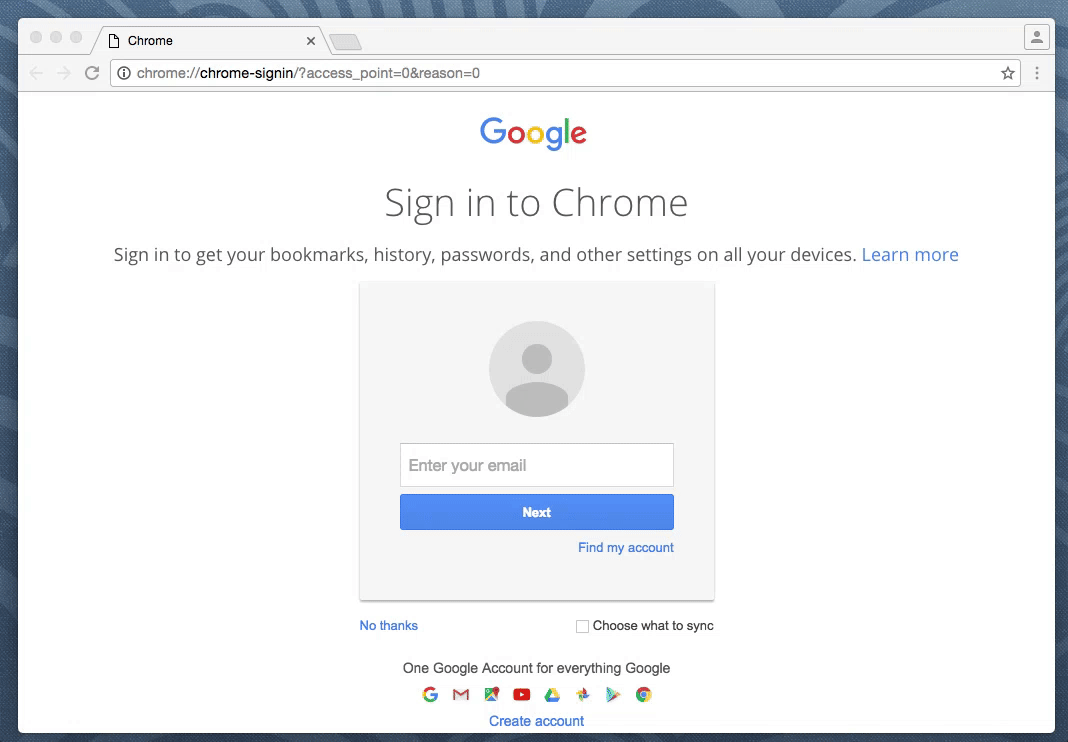 Chrome
chrome://chrome-signin/?access_point=0&reason=0
Google
Sign in to Chrome
Sign in to get your bookmarks, history, passwords, and other settings on all your devices. Learn more
Enter your email
Next
Find my account
No thanks
Choose what to sync
One Google Account for everything Google
Create account